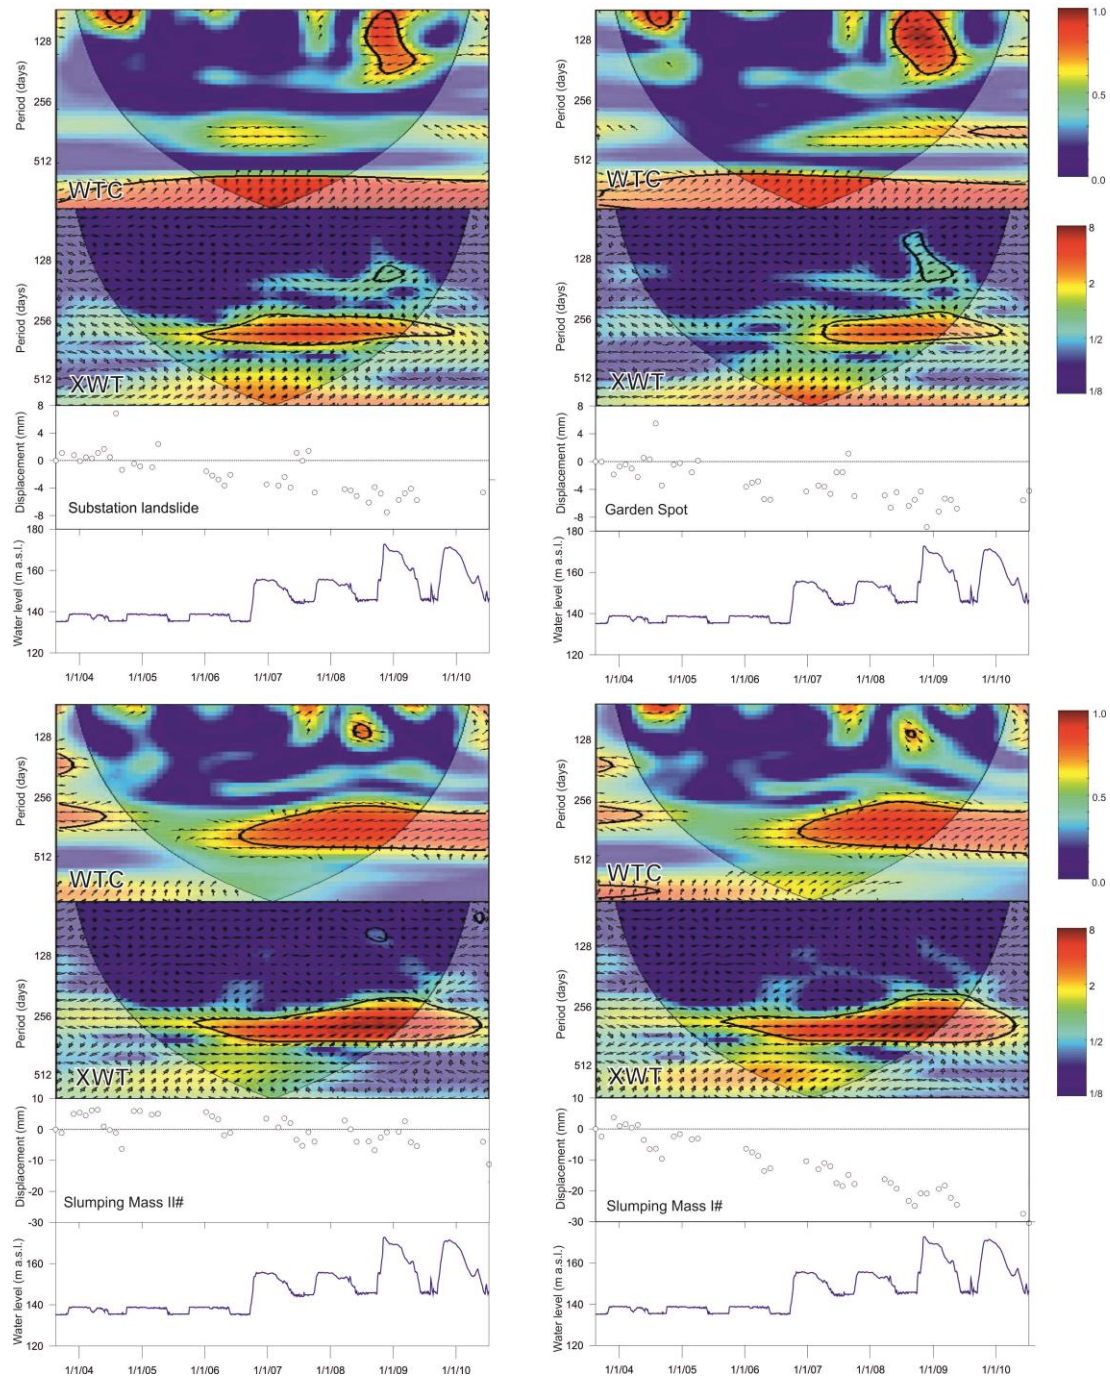 128
256
512
Period (days)
WTC
128
256
512
Period (days)
XWT
8
4
0
-4
-8
Displacement (mm)
Substation landslide
180
160
140
120
Water level (m a.s.l.)
1/1/04 1/1/05 1/1/06 1/1/07 1/1/08 1/1/09 1/1/10
128
256
512
Period (days)
WTC
128
256
512
Period (days)
XWT
8
4
0
-4
-8
Displacement (mm)
Garden Spot
180
160
140
120
Water level (m a.s.l.)
1/1/04 1/1/05 1/1/06 1/1/07 1/1/08 1/1/09 1/1/10
1.0
0.5
0.0
8
2
1/2
1/8
128
256
512
Period (days)
WTC
128
256
512
Period (days)
XWT
10
0
-10
-20
-30
Displacement (mm)
Slumping Mass II#
160
140
120
Water level (m a.s.l.)
1/1/04 1/1/05 1/1/06 1/1/07 1/1/08 1/1/09 1/1/10
128
256
512
Period (days)
WTC
128
256
512
Period (days)
XWT
10
0
-10
-20
-30
Displacement (mm)
Slumping Mass I#
160
140
120
Water level (m a.s.l.)
1/1/04 1/1/05 1/1/06 1/1/07 1/1/08 1/1/09 1/1/10
1.0
0.5
0.0
8
2
1/2
1/8